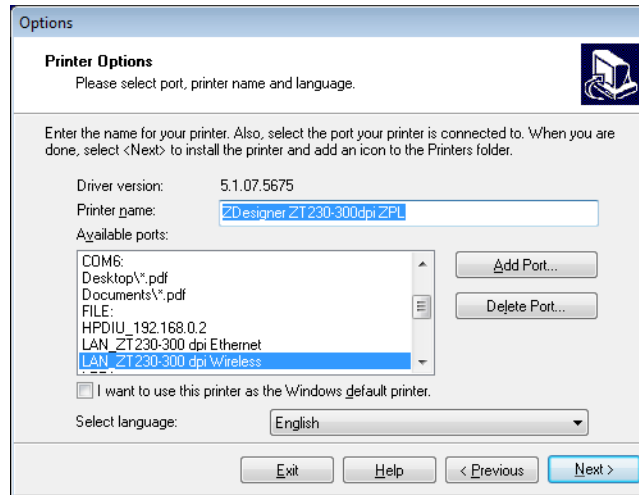 Options
Printer Options
Please select port, printer name and language.
Enter the name for your printer. Also, select the port your printer is connected to. When you are
done, select <Next> to install the printer and add an icon to the Printers folder.
Driver version: 5.1.07.5675
Printer name: ZDesigner ZT230-300dpi ZPL
Available ports:
COM6:
Desktop\*.pdf
Documents\*.pdf
FILE:
HPDIU_192.168.0.2
LAN_ZT230-300 dpi Ethernet
LAN_ZT230-300 dpi Wireless
Add Port...
Delete Port...
I want to use this printer as the Windows default printer.
Select language: English
Exit Help < Previous Next >